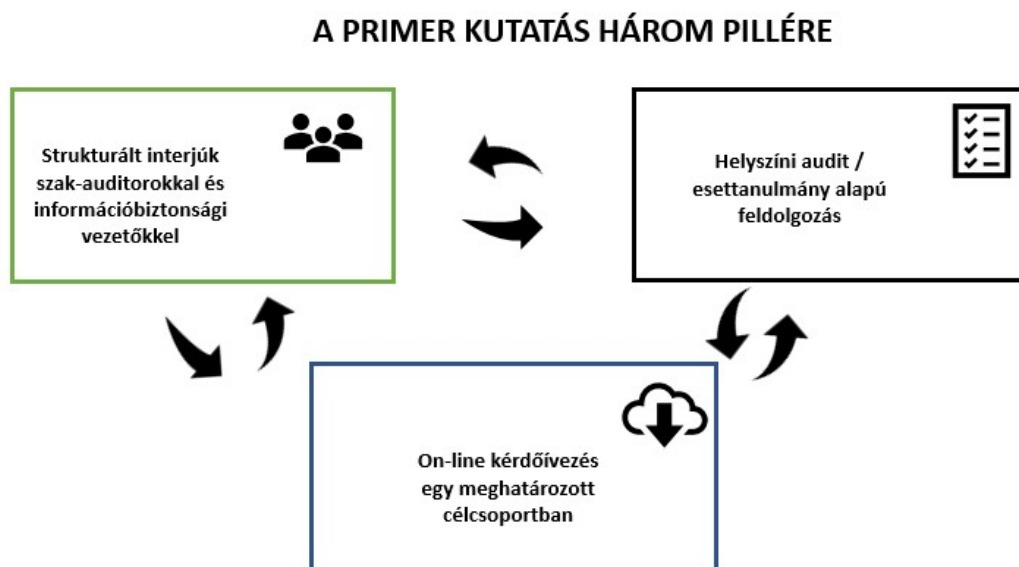 A PRIMER KUTATÁS HÁROM PILLÉRE
Strukturált interjúk
szak-auditorokkal és
információbiztonsági
vezetőkkel
Helyszíni audit /
esettanulmány alapú
feldolgozás
On-line kérdőívezés
egy meghatározott
célcsoportban